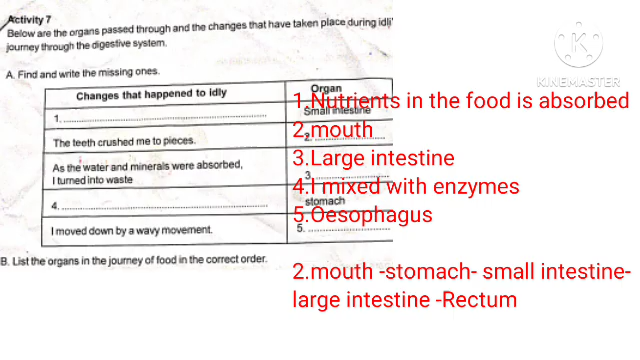 Activity 7
Below are the organs passed through and the changes that have taken place during idli'
journey through the digestive system.
KINEMASTER
A. Find and write the missing ones.
Changes that happened to idly
Organ
1. ........
Small intestine
1.Nutrients in the food is absorbed
The teeth crushed me to pieces.
2. ........
2.mouth
As the water and minerals were absorbed,
I turned into waste
3. ........
3.Large intestine
4. ........
stomach
4.I mixed with enzymes
I moved down by a wavy movement.
5. ........
5.Oesophagus
B. List the organs in the journey of food in the correct order.
2.mouth -stomach- small intestine-
large intestine -Rectum